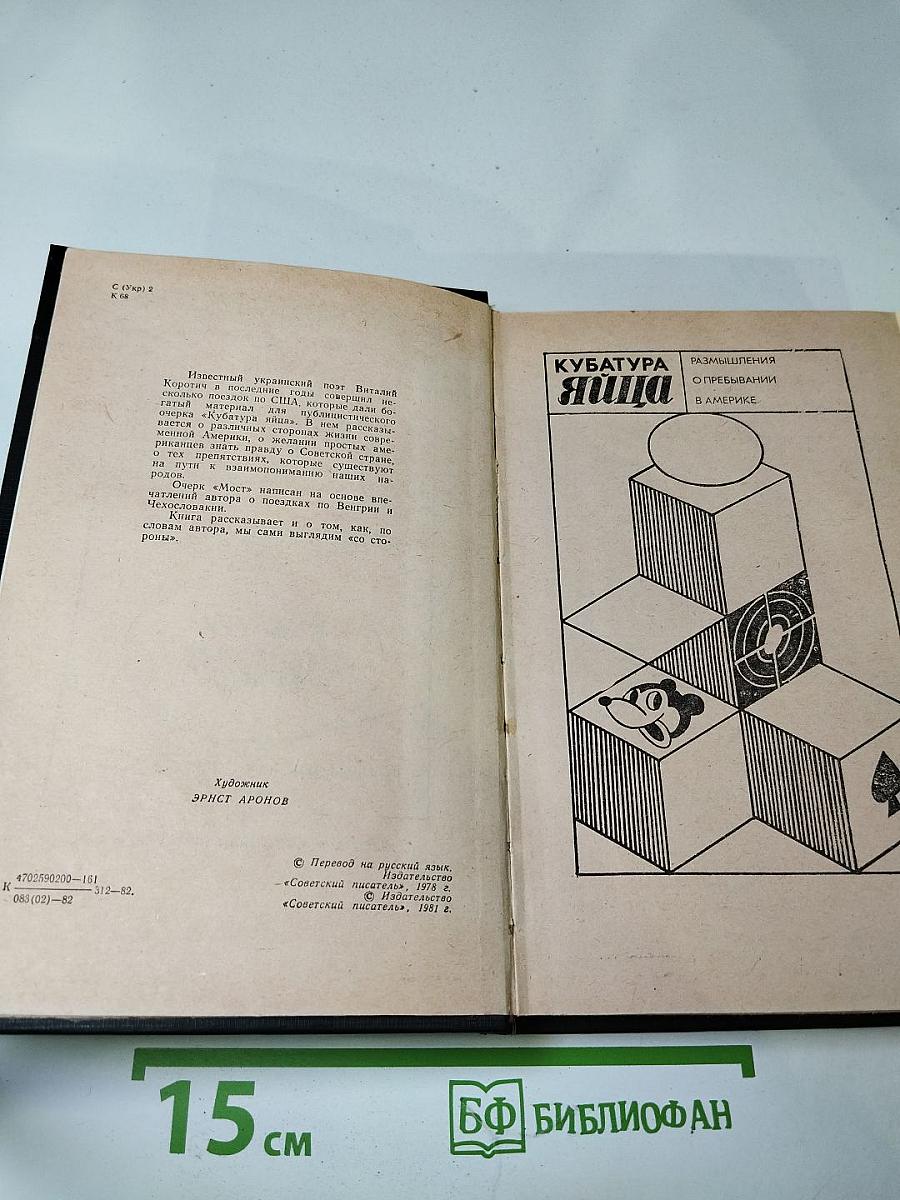 С (Укр) 2
К 68
Известный украинский поэт Виталий
Коротич в последние годы совершил не-
сколько поездок по США, которые дали бо-
гатый материал для публицистического
очерка «Кубатура яйца». В нем рассказы-
вается о различных сторонах жизни совре-
менной Америки, о желании простых аме-
риканцев знать правду о Советской стране,
о тех препятствиях, которые существуют
на пути к взаимопониманию наших на-
родов.
Очерк «Мост» написан на основе впе-
чатлений автора о поездках по Венгрии и
Чехословакии.
Книга рассказывает и о том, как, по
словам автора, мы сами выглядим «со сто-
роны».
Художник
ЭРНСТ АРОНОВ
© Перевод на русский язык.
Издательство
«Советский писатель», 1978 г.
© Издательство
«Советский писатель», 1981 г.
4702590200—161
К 312—82.
083(02)—82
КУБАТУРА
яйца
РАЗМЫШЛЕНИЯ
О ПРЕБЫВАНИИ
В АМЕРИКЕ
15 см
БФ БИБЛИОФАН